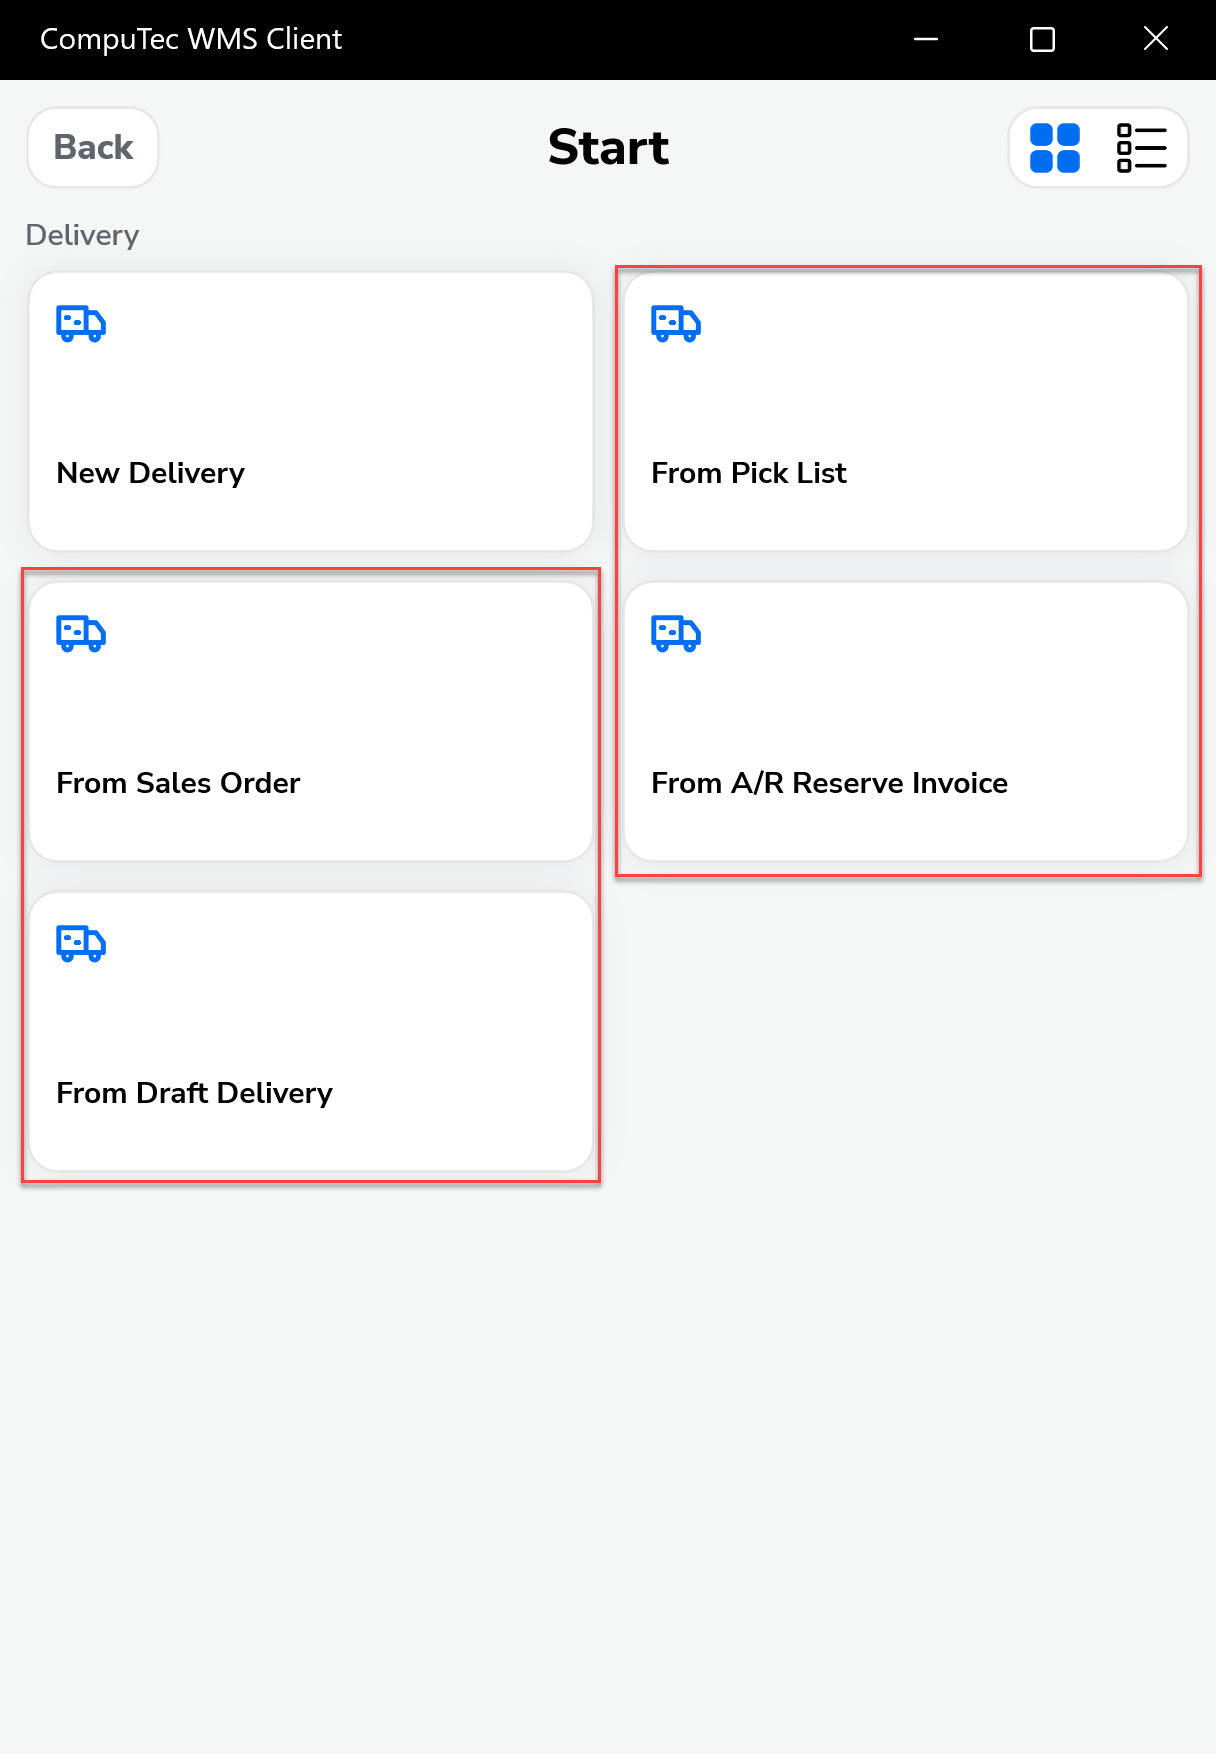 CompuTec WMS Client
Back
Start
Delivery
New Delivery
From Pick List
From Sales Order
From A/R Reserve Invoice
From Draft Delivery